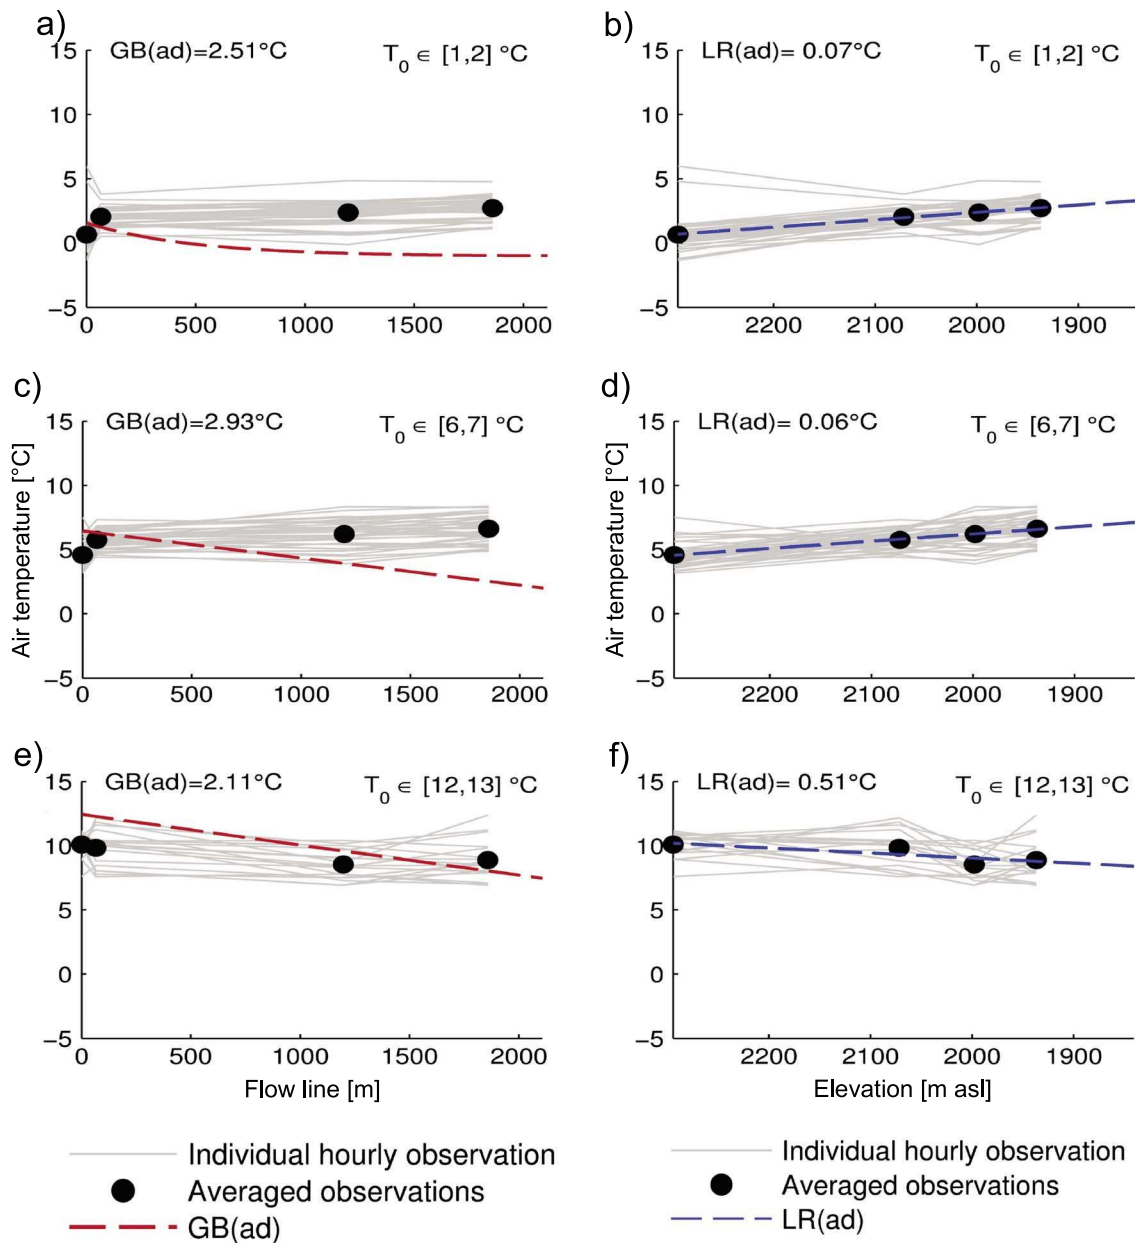 a)
GB(ad)=2.51°C
T₀ ∈ [1,2] °C
15
10
5
0
−5
0 500 1000 1500 2000
b)
LR(ad)= 0.07°C
T₀ ∈ [1,2] °C
15
10
5
0
−5
2200 2100 2000 1900
c)
GB(ad)=2.93°C
T₀ ∈ [6,7] °C
15
10
5
0
−5
0 500 1000 1500 2000
Air temperature [°C]
d)
LR(ad)= 0.06°C
T₀ ∈ [6,7] °C
15
10
5
0
−5
2200 2100 2000 1900
Air temperature [°C]
e)
GB(ad)=2.11°C
T₀ ∈ [12,13] °C
15
10
5
0
−5
0 500 1000 1500 2000
Flow line [m]
f)
LR(ad)= 0.51°C
T₀ ∈ [12,13] °C
15
10
5
0
−5
2200 2100 2000 1900
Elevation [m asl]
Individual hourly observation
Averaged observations
GB(ad)
Individual hourly observation
Averaged observations
LR(ad)